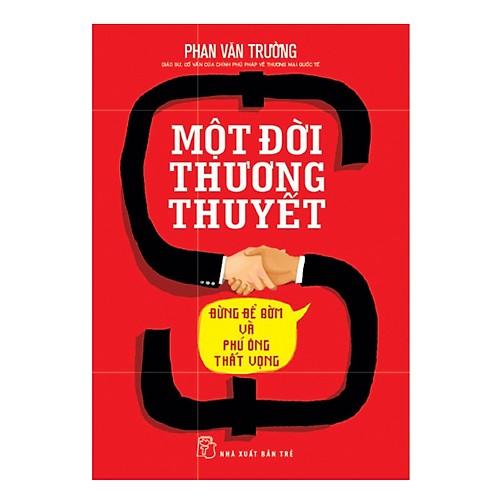 PHAN VĂN TRƯỜNG
GIÁO SƯ, CỐ VẤN CỦA CHÍNH PHỦ PHÁP VỀ THƯƠNG MẠI QUỐC TẾ
MỘT ĐỜI
THƯƠNG
THUYẾT
ĐỪNG ĐỂ BỜM
VÀ
PHÚ ÔNG
THẤT VỌNG
NHÀ XUẤT BẢN TRẺ